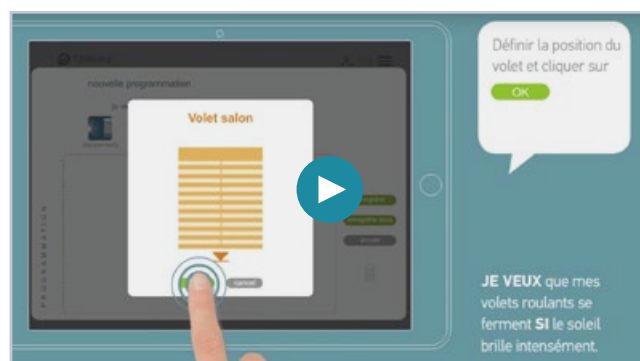 nouvelle programmation
Volet salon
PROGRAMMATION
Définir la position du
volet et cliquer sur
OK
JE VEUX que mes
volets roulants se
ferment SI le soleil
brille intensément.